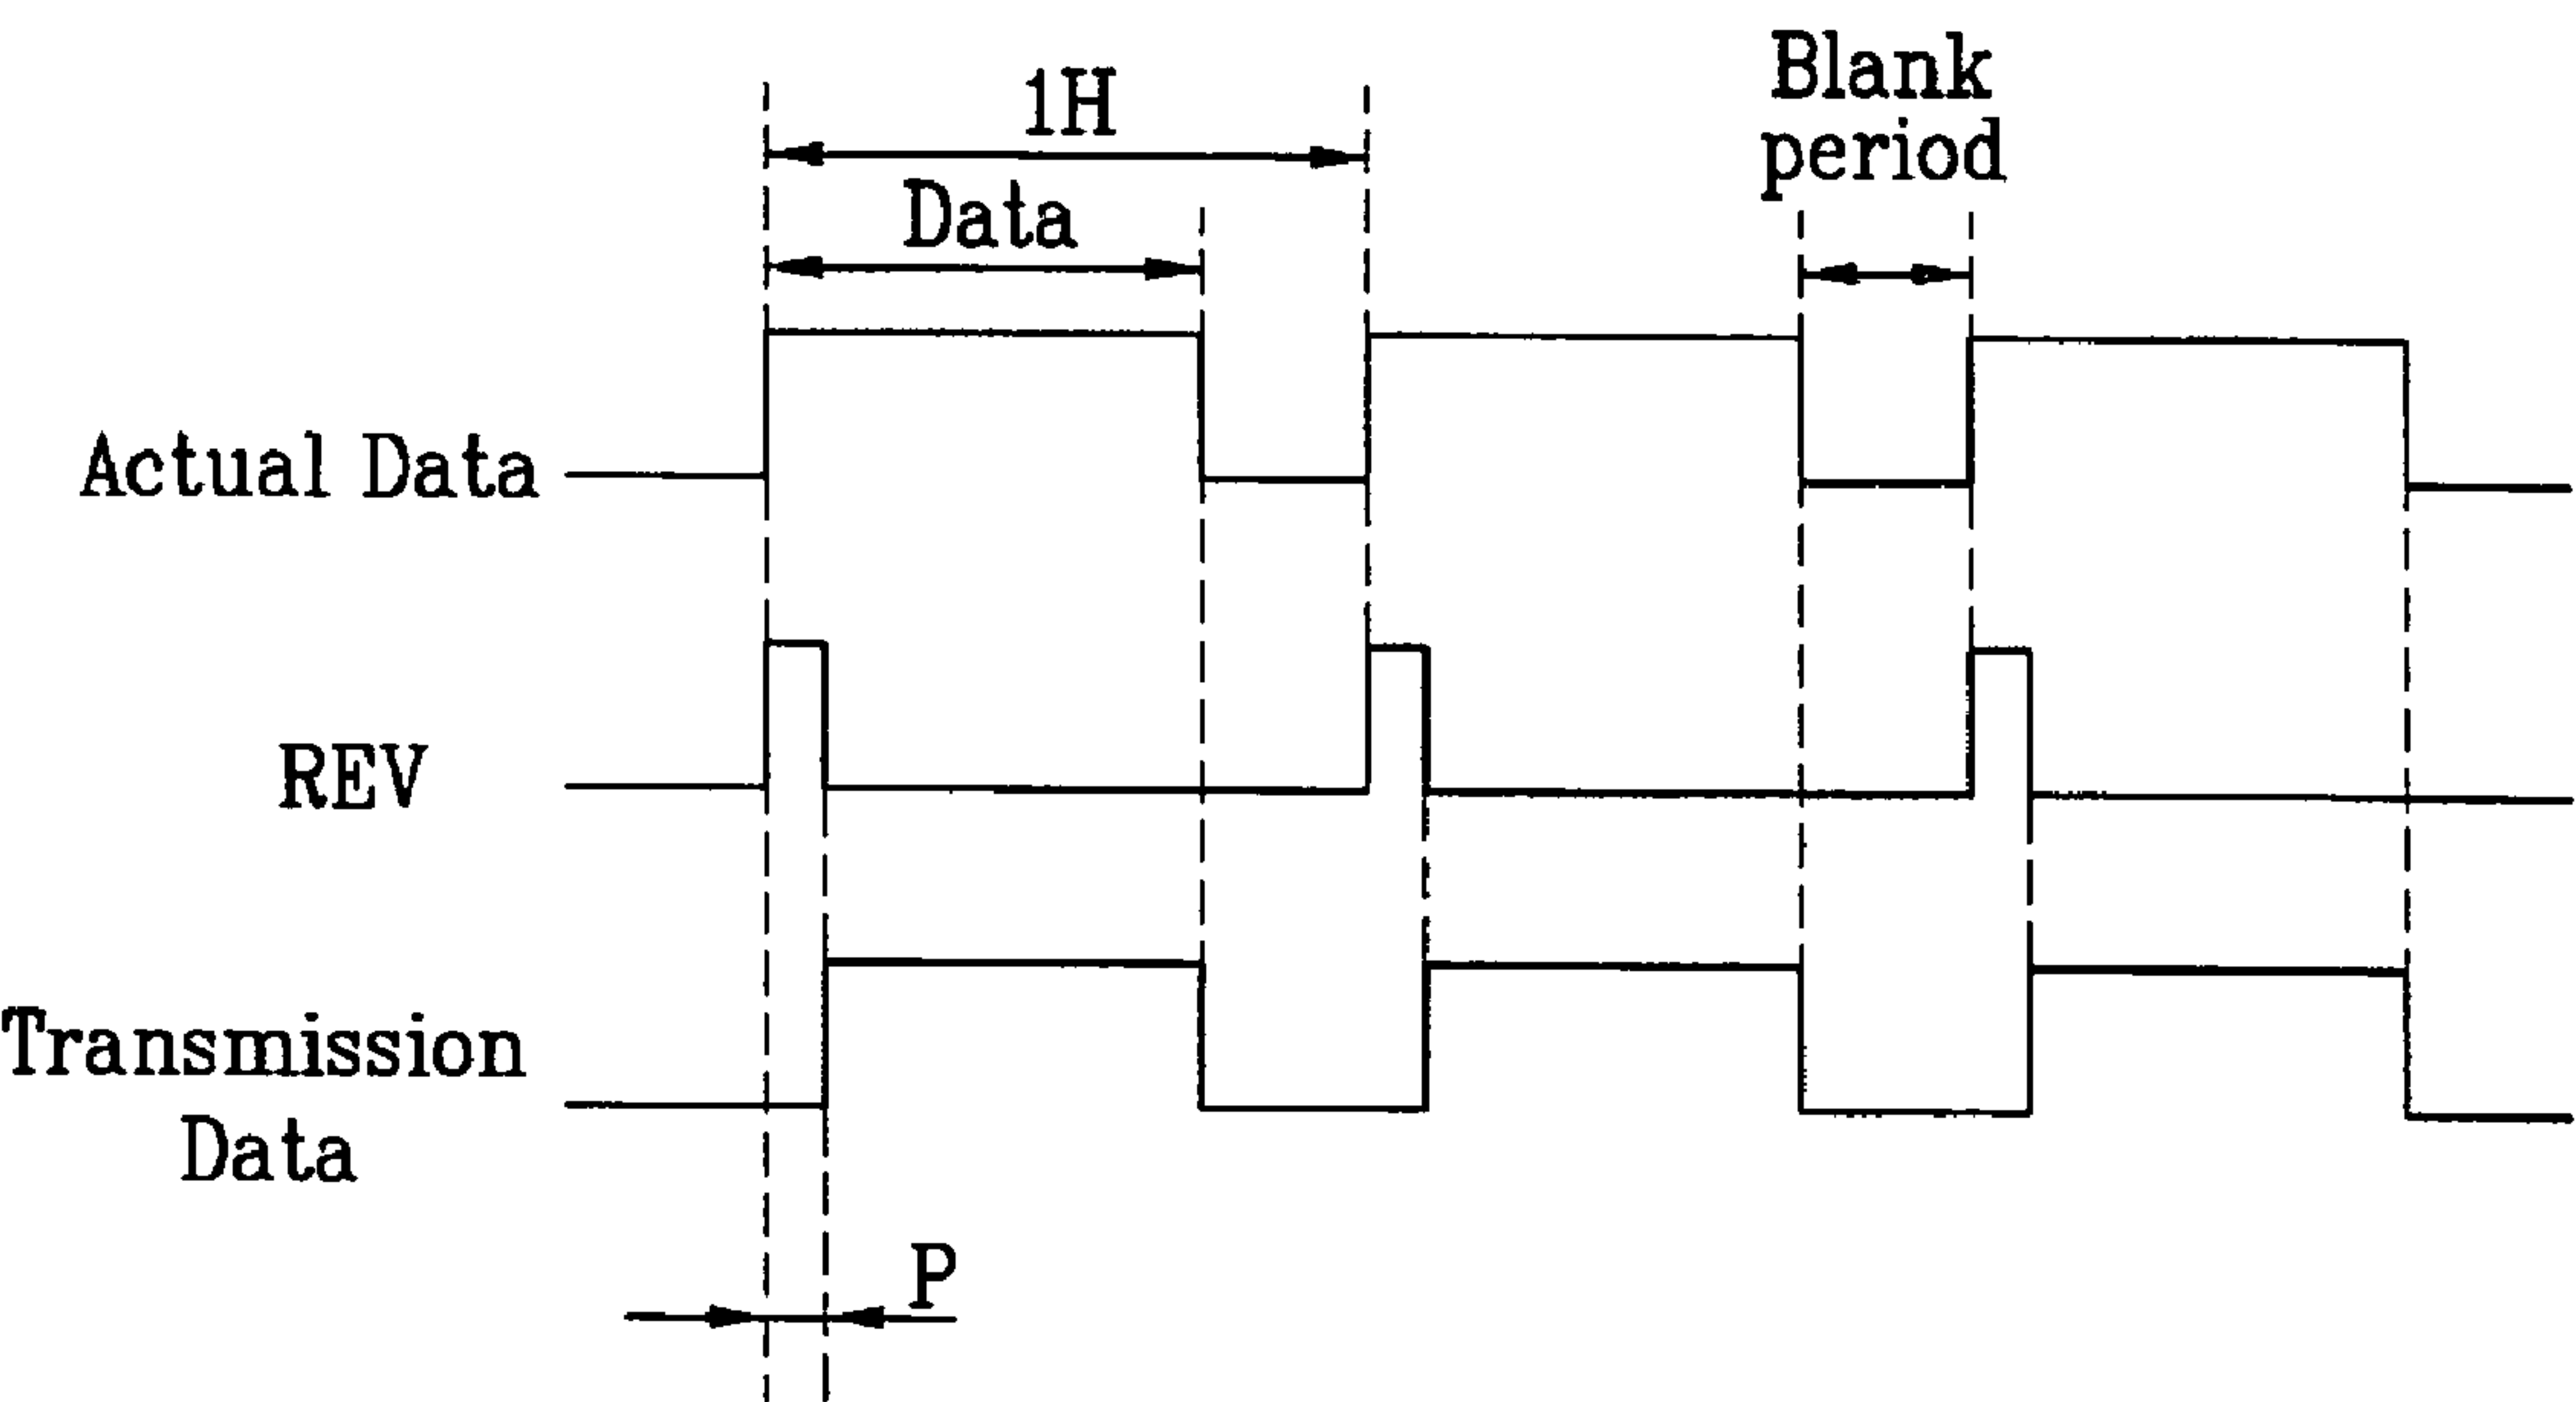 1H
Blank
period
Data
Actual Data
REV
Transmission
Data
P